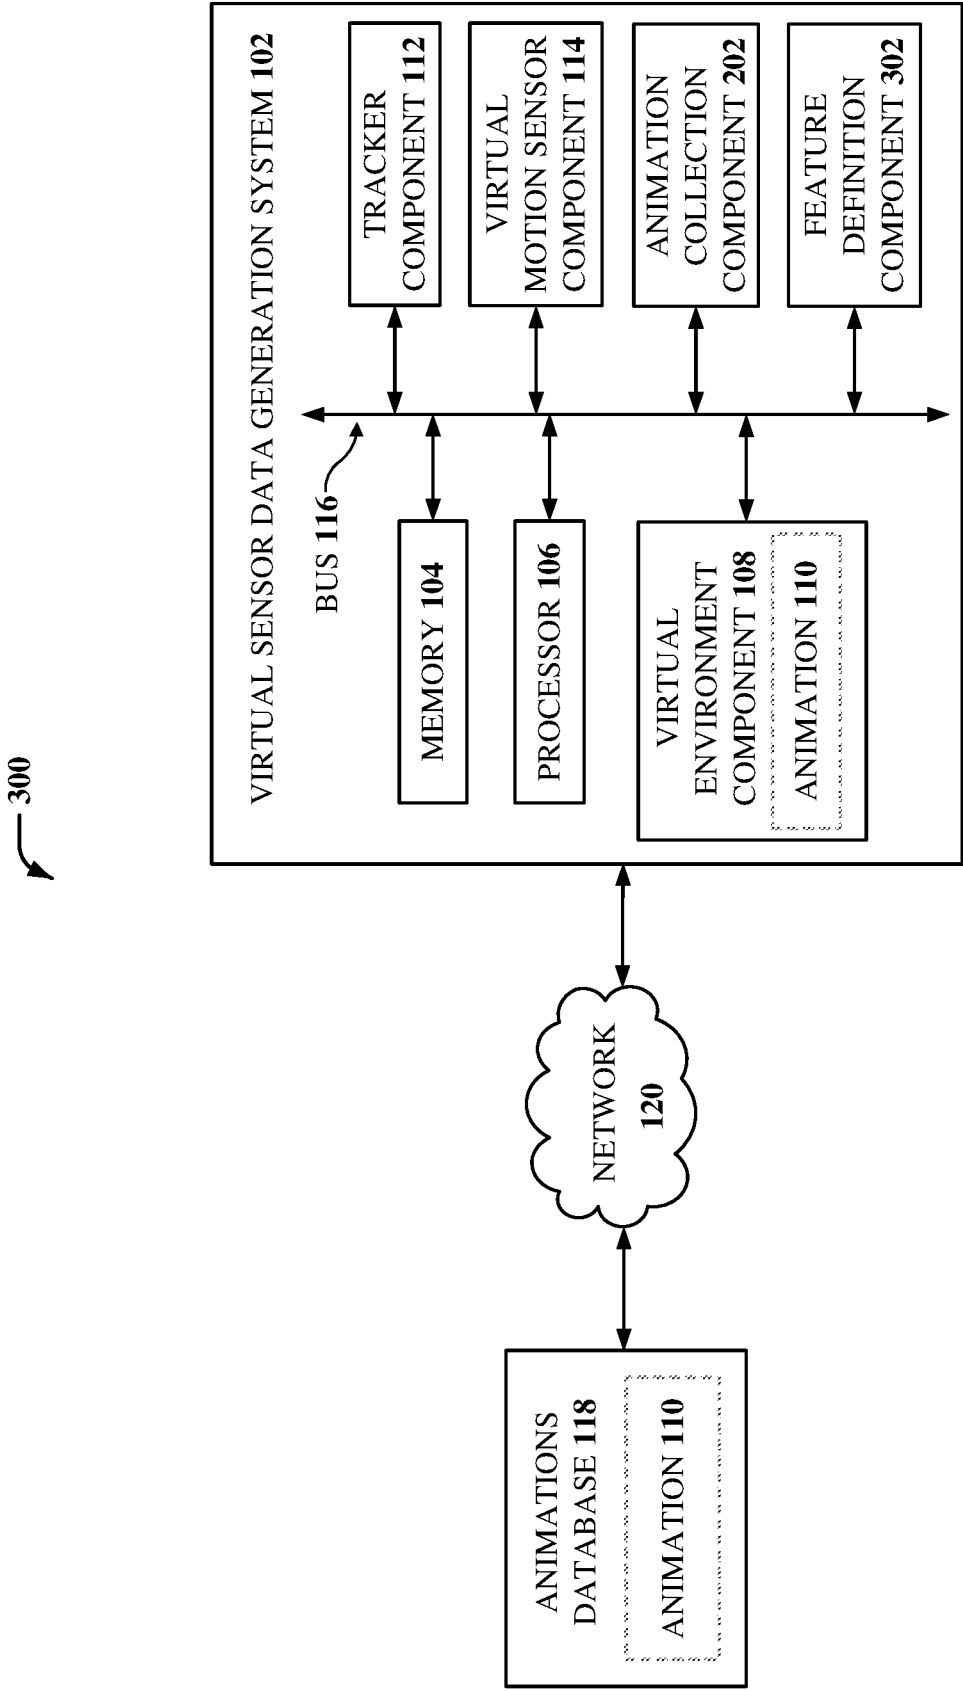 300
VIRTUAL SENSOR DATA GENERATION SYSTEM 102
BUS 116
MEMORY 104
PROCESSOR 106
VIRTUAL
ENVIRONMENT
COMPONENT 108
ANIMATION 110
TRACKER
COMPONENT 112
VIRTUAL
MOTION SENSOR
COMPONENT 114
ANIMATION
COLLECTION
COMPONENT 202
FEATURE
DEFINITION
COMPONENT 302
NETWORK
120
ANIMATIONS
DATABASE 118
ANIMATION 110